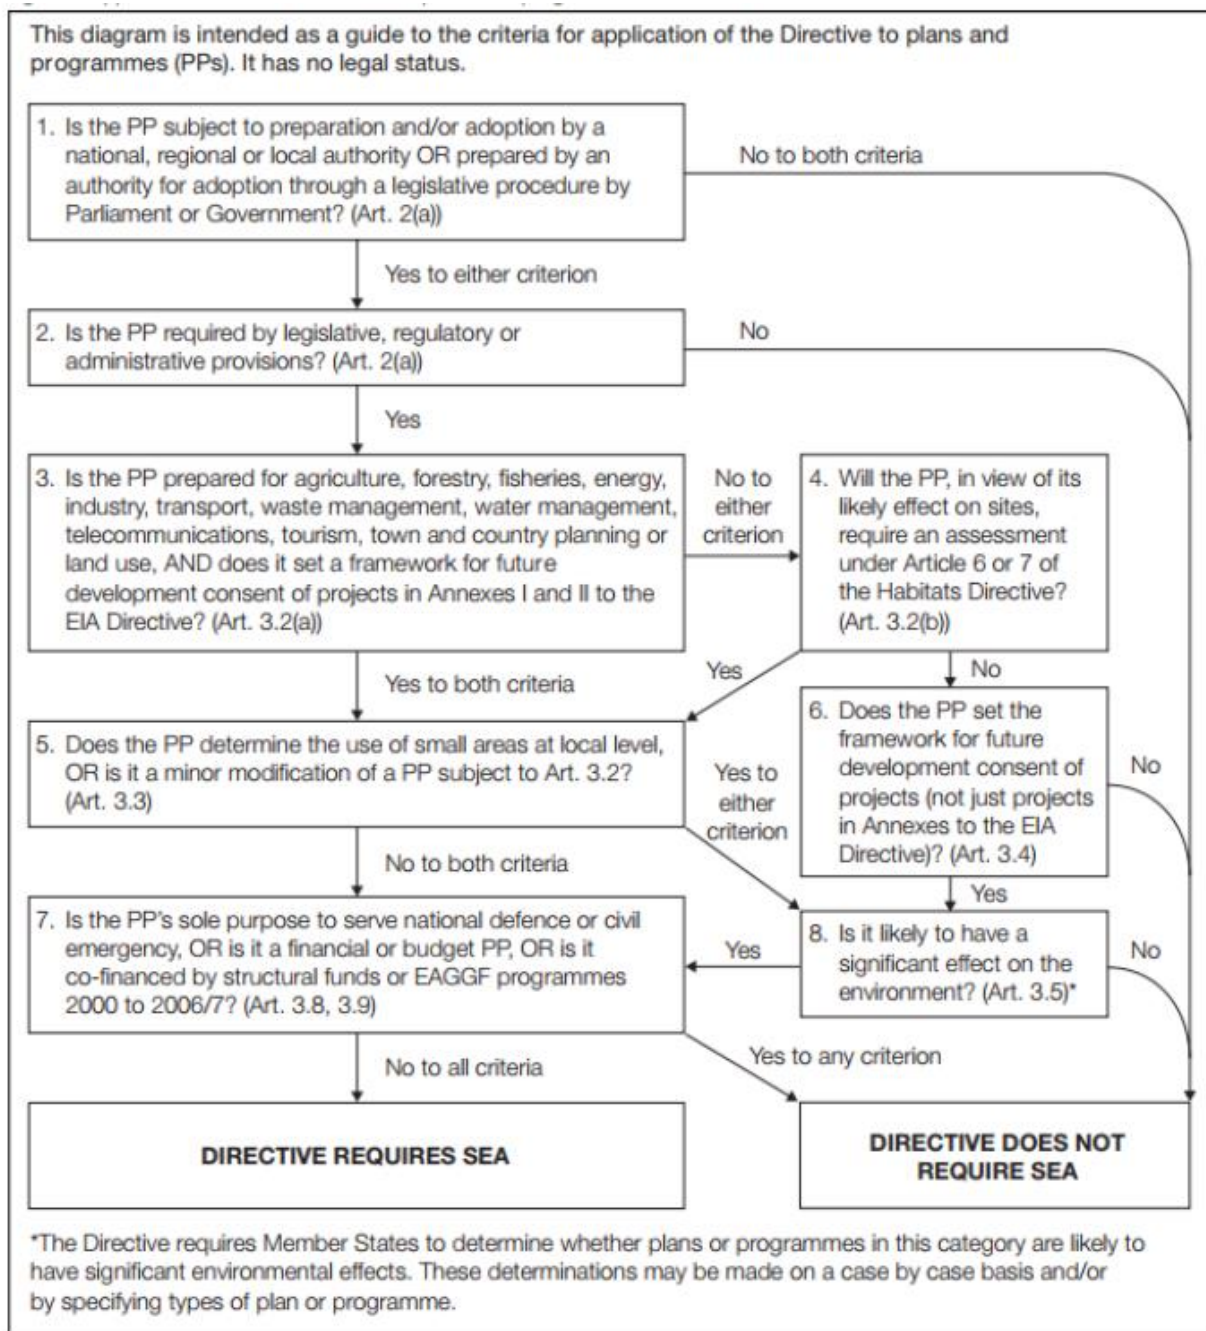 This diagram is intended as a guide to the criteria for application of the Directive to plans and
programmes (PPs). It has no legal status.
1. Is the PP subject to preparation and/or adoption by a
national, regional or local authority OR prepared by an
authority for adoption through a legislative procedure by
Parliament or Government? (Art. 2(a))
No to both criteria
Yes to either criterion
2. Is the PP required by legislative, regulatory or
administrative provisions? (Art. 2(a))
No
Yes
3. Is the PP prepared for agriculture, forestry, fisheries, energy,
industry, transport, waste management, water management,
telecommunications, tourism, town and country planning or
land use, AND does it set a framework for future
development consent of projects in Annexes I and II to the
EIA Directive? (Art. 3.2(a))
No to
either
criterion
4. Will the PP, in view of its
likely effect on sites,
require an assessment
under Article 6 or 7 of
the Habitats Directive?
(Art. 3.2(b))
Yes to both criteria
Yes
No
5. Does the PP determine the use of small areas at local level,
OR is it a minor modification of a PP subject to Art. 3.2?
(Art. 3.3)
Yes to
either
criterion
6. Does the PP set the
framework for future
development consent of
projects (not just projects
in Annexes to the EIA
Directive)? (Art. 3.4)
No
No to both criteria
Yes
7. Is the PP's sole purpose to serve national defence or civil
emergency, OR is it a financial or budget PP, OR is it
co-financed by structural funds or EAGGF programmes
2000 to 2006/7? (Art. 3.8, 3.9)
Yes
8. Is it likely to have a
significant effect on the
environment? (Art. 3.5)*
No
No to all criteria
Yes to any criterion
DIRECTIVE REQUIRES SEA
DIRECTIVE DOES NOT
REQUIRE SEA
*The Directive requires Member States to determine whether plans or programmes in this category are likely to
have significant environmental effects. These determinations may be made on a case by case basis and/or
by specifying types of plan or programme.